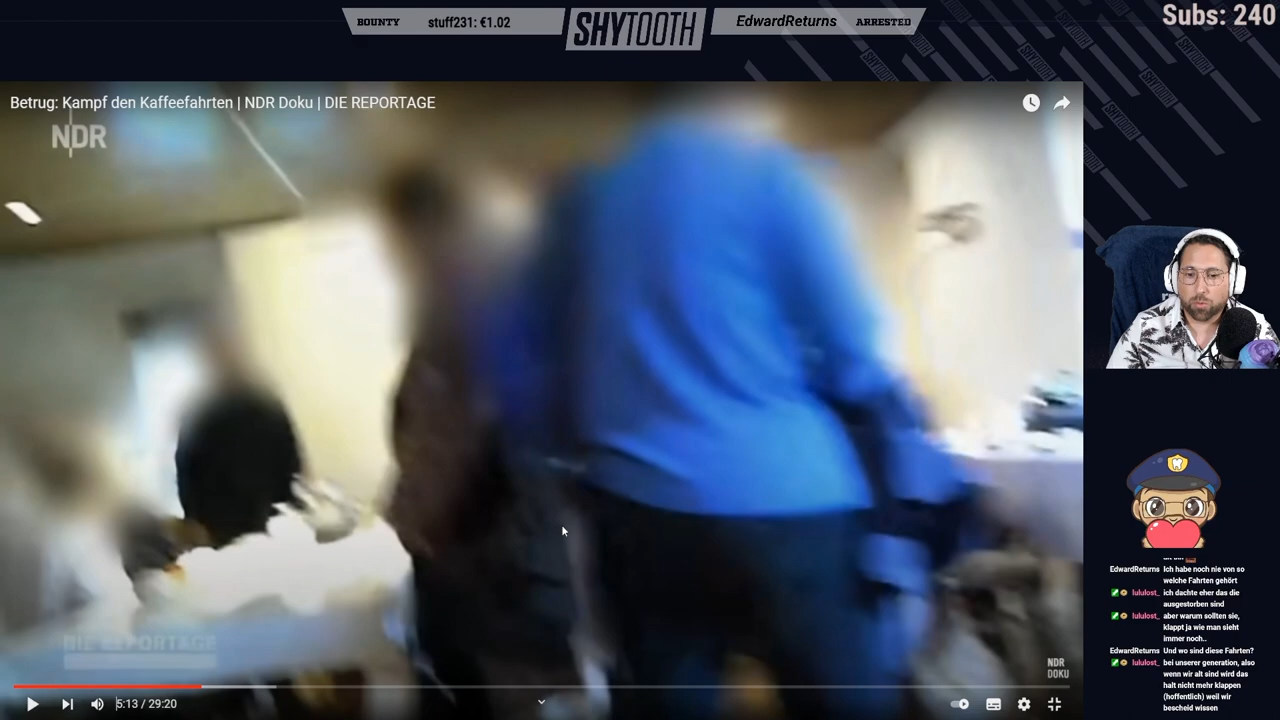 BOUNTY
stuff231: €1.02
SHYTOOTH
EdwardReturns
ARRESTED
Subs: 240
Betrug: Kampf den Kaffeefahrten | NDR Doku | DIE REPORTAGE
NDR
DIE REPORTAGE
NDR
DOKU
5:13 / 29:20
EdwardReturns Ich habe noch nie von so
welche Fahrten gehört
lululost_ ich dachte eher das die
ausgestorben sind
lululost_ aber warum sollten sie,
klappt ja wie man sieht
immer noch..
EdwardReturns Und wo sind diese Fahrten?
lululost_ bei unserer generation, also
wenn wir alt sind wird das
halt nicht mehr klappen
(hoffentlich) weil wir
bescheid wissen